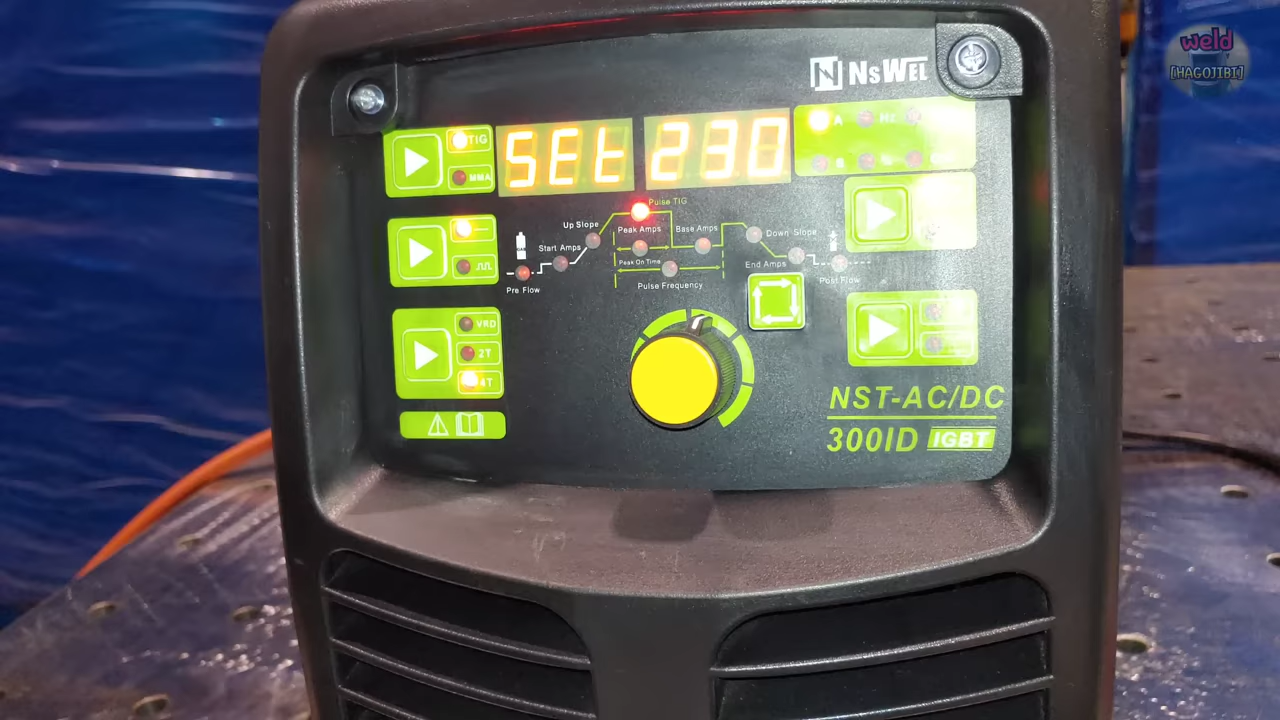 weld
[HAGOJIBI]
NSWEL
TIG
MMA
SEt 230
A Hz
S
Pulse TIG
Up Slope
Peak Amps
Base Amps
Down Slope
Start Amps
Peak On Time
End Amps
Pre Flow
Pulse Frequency
Post Flow
VRD
2T
4T
NST-AC/DC
300ID IGBT